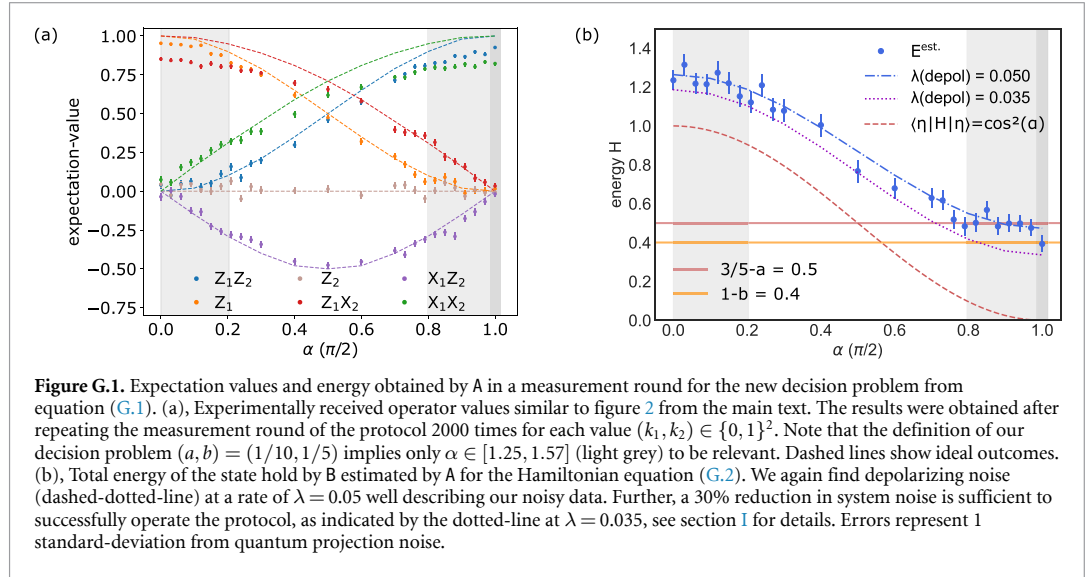 (a)
1.00
0.75
0.50
0.25
0.00
−0.25
−0.50
−0.75
expectation-value
Z₁Z₂
Z₁
Z₂
Z₁X₂
X₁Z₂
X₁X₂
0.0
0.2
0.4
0.6
0.8
1.0
α (π/2)
(b)
1.4
1.2
1.0
0.8
0.6
0.4
0.2
0.0
energy H
E^est.
λ(depol) = 0.050
λ(depol) = 0.035
⟨η|H|η⟩=cos²(α)
3/5-a = 0.5
1-b = 0.4
0.0
0.2
0.4
0.6
0.8
1.0
α (π/2)
Figure G.1. Expectation values and energy obtained by A in a measurement round for the new decision problem from
equation (G.1). (a), Experimentally received operator values similar to figure 2 from the main text. The results were obtained after
repeating the measurement round of the protocol 2000 times for each value (k₁, k₂) ∈ {0, 1}². Note that the definition of our
decision problem (a, b) = (1/10, 1/5) implies only α ∈ [1.25, 1.57] (light grey) to be relevant. Dashed lines show ideal outcomes.
(b), Total energy of the state hold by B estimated by A for the Hamiltonian equation (G.2). We again find depolarizing noise
(dashed-dotted-line) at a rate of λ = 0.05 well describing our noisy data. Further, a 30% reduction in system noise is sufficient to
successfully operate the protocol, as indicated by the dotted-line at λ = 0.035, see section I for details. Errors represent 1
standard-deviation from quantum projection noise.